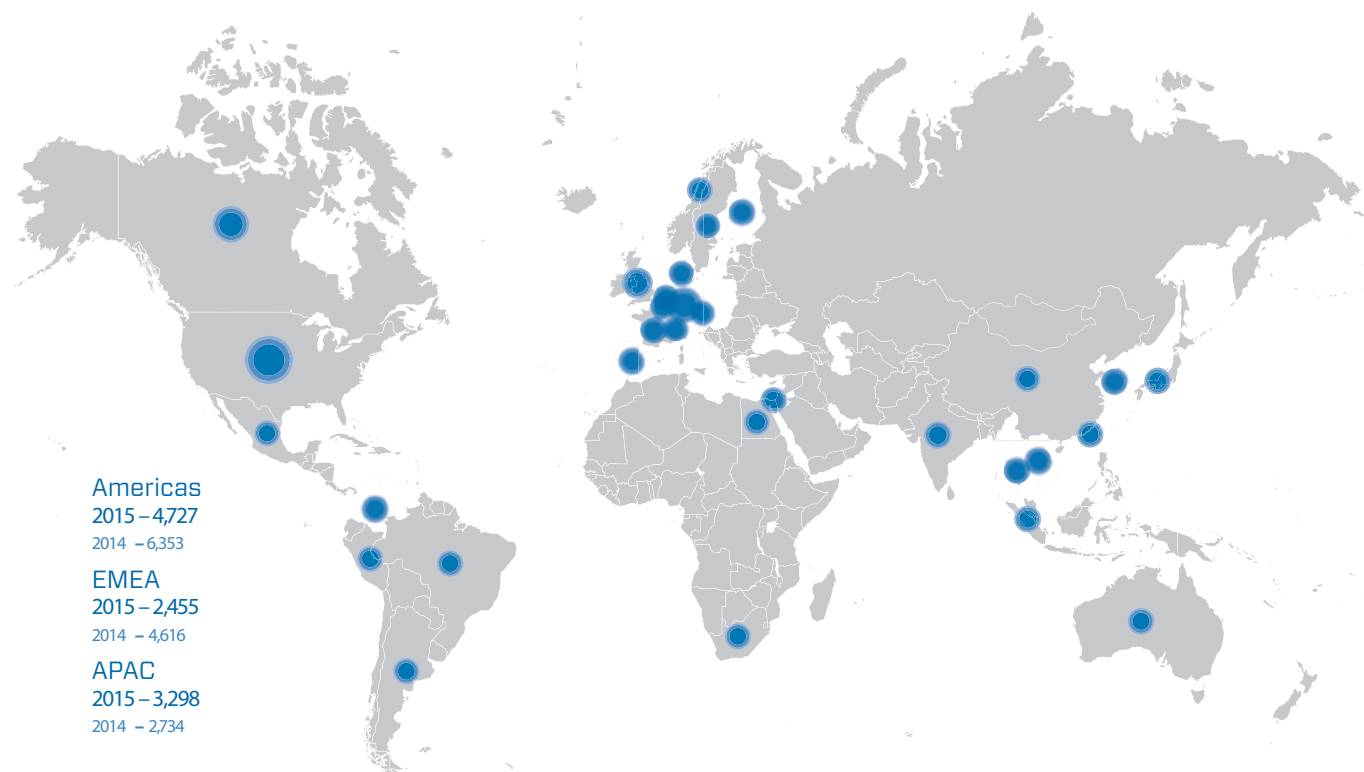 Americas
2015 – 4,727
2014 – 6,353
EMEA
2015 – 2,455
2014 – 4,616
APAC
2015 – 3,298
2014 – 2,734